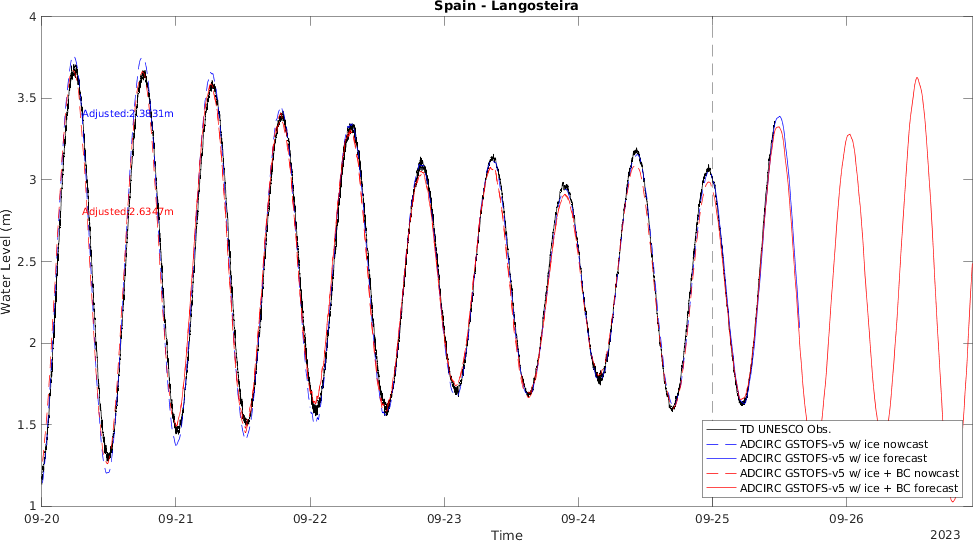 Spain - Langosteira
4
3.5
3
2.5
2
1.5
1
Water Level (m)
Adjusted:2.3831m
Adjusted:2.6347m
TD UNESCO Obs.
ADCIRC GSTOFS-v5 w/ ice nowcast
ADCIRC GSTOFS-v5 w/ ice forecast
ADCIRC GSTOFS-v5 w/ ice + BC nowcast
ADCIRC GSTOFS-v5 w/ ice + BC forecast
09-20 09-21 09-22 09-23 09-24 09-25 09-26
Time
2023